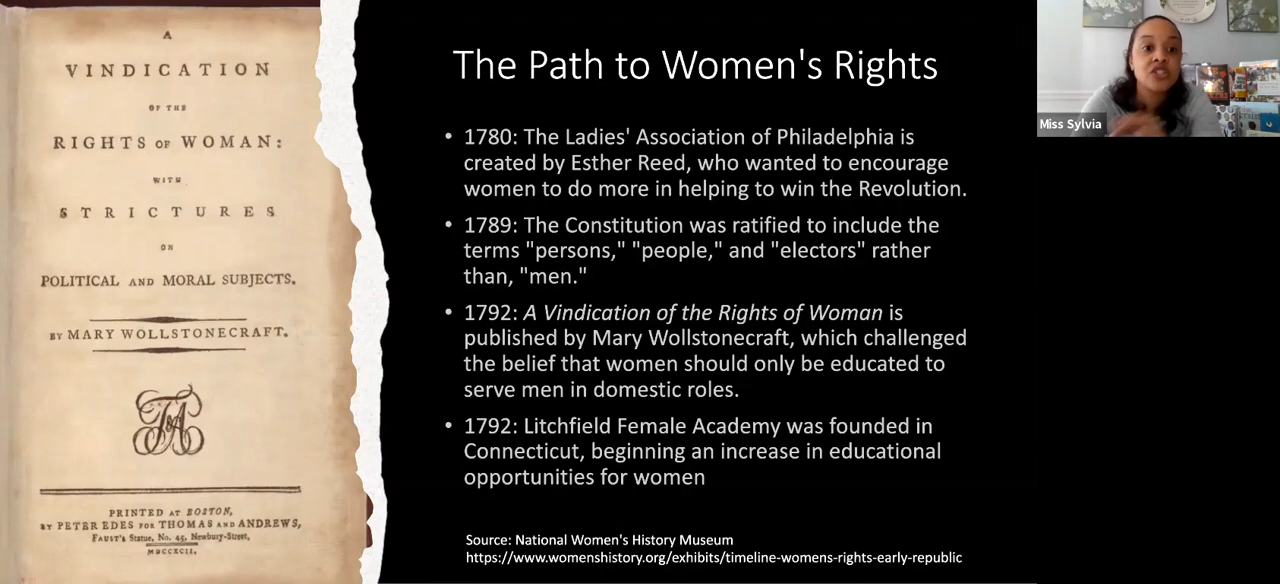 A
VINDICATION
OF THE
RIGHTS OF WOMAN:
WITH
STRICTURES
ON
POLITICAL AND MORAL SUBJECTS.
BY MARY WOLLSTONECRAFT.
PRINTED AT BOSTON,
BY PETER EDES FOR THOMAS AND ANDREWS,
FAUST's Statue, No. 45, Newbury-Street,
MDCCXCII.
The Path to Women's Rights
• 1780: The Ladies' Association of Philadelphia is
created by Esther Reed, who wanted to encourage
women to do more in helping to win the Revolution.
• 1789: The Constitution was ratified to include the
terms "persons," "people," and "electors" rather
than, "men."
• 1792: A Vindication of the Rights of Woman is
published by Mary Wollstonecraft, which challenged
the belief that women should only be educated to
serve men in domestic roles.
• 1792: Litchfield Female Academy was founded in
Connecticut, beginning an increase in educational
opportunities for women
Source: National Women's History Museum
https://www.womenshistory.org/exhibits/timeline-womens-rights-early-republic
Miss Sylvia